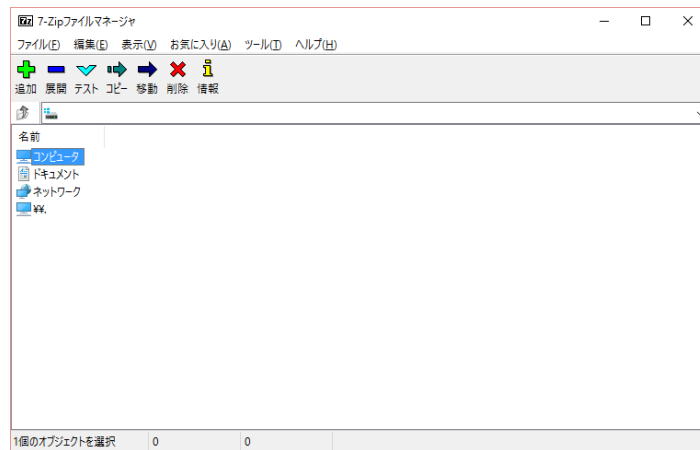 7z 7-Zipファイルマネージャ
ファイル(F) 編集(E) 表示(V) お気に入り(A) ツール(T) ヘルプ(H)
追加 展開 テスト コピー 移動 削除 情報
名前
コンピュータ
ドキュメント
ネットワーク
¥¥.
1個のオブジェクトを選択 0 0